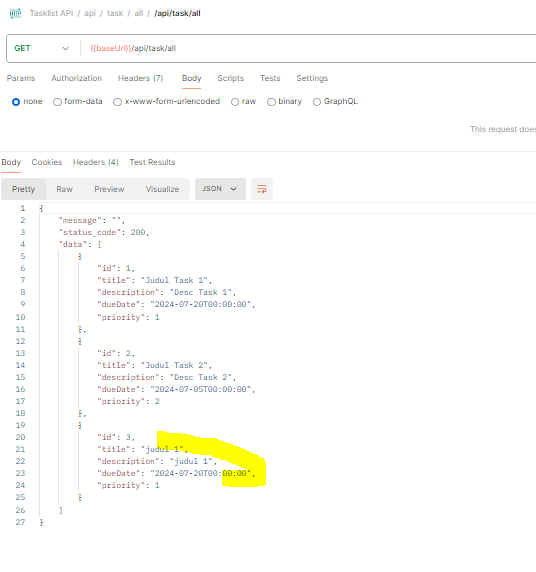 HTTP Tasklist API / api / task / all / /api/task/all
GET {{baseUrl}}/api/task/all
Params Authorization Headers (7) Body Scripts Tests Settings
none form-data x-www-form-urlencoded raw binary GraphQL
This request does
Body Cookies Headers (4) Test Results
Pretty Raw Preview Visualize JSON
1 {
2 "message": "",
3 "status_code": 200,
4 "data": [
5 {
6 "id": 1,
7 "title": "Judul Task 1",
8 "description": "Desc Task 1",
9 "dueDate": "2024-07-20T00:00:00",
10 "priority": 1
11 },
12 {
13 "id": 2,
14 "title": "Judul Task 2",
15 "description": "Desc Task 2",
16 "dueDate": "2024-07-05T00:00:00",
17 "priority": 2
18 },
19 {
20 "id": 3,
21 "title": "judul 1",
22 "description": "judul 1",
23 "dueDate": "2024-07-20T00:00:00",
24 "priority": 1
25 }
26 ]
27 }